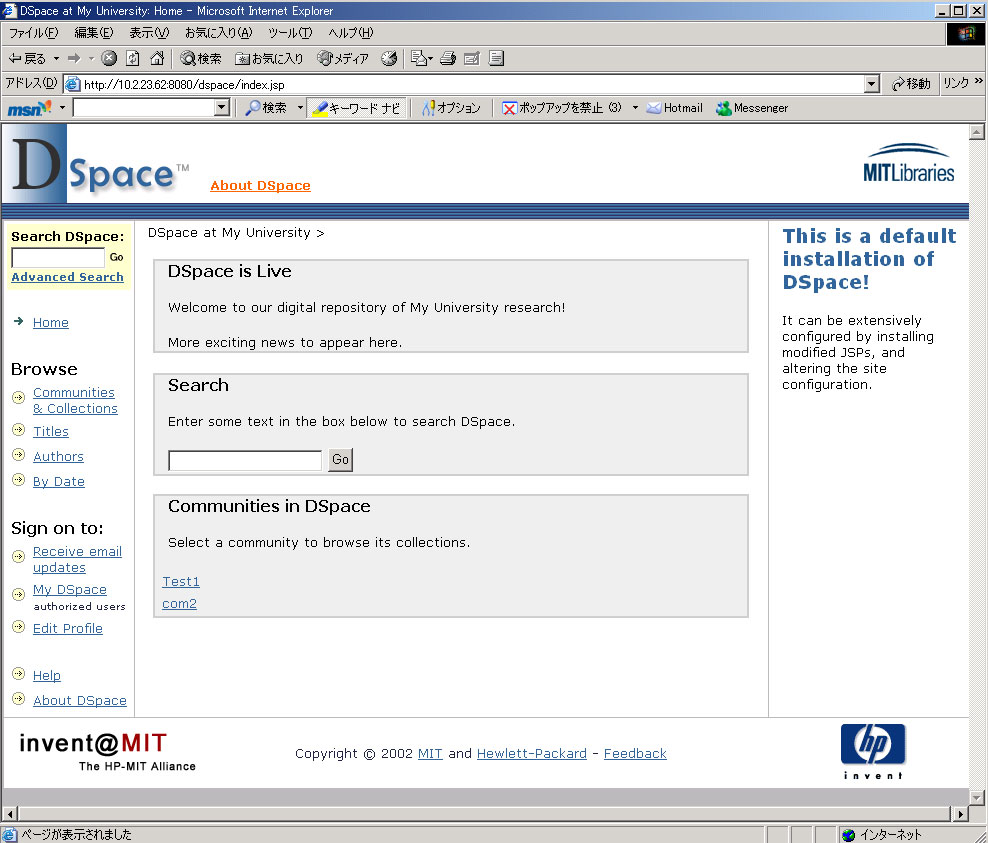 DSpace at My University: Home - Microsoft Internet Explorer
ファイル(F) 編集(E) 表示(V) お気に入り(A) ツール(T) ヘルプ(H)
戻る 検索 お気に入り メディア
アドレス(D) http://10.2.23.62:8080/dspace/index.jsp 移動 リンク »
msn 検索 キーワード ナビ オプション ポップアップを禁止 (3) Hotmail Messenger
DSpace™ About DSpace MITLibraries
Search DSpace:
Go
Advanced Search
Home
Browse
Communities
& Collections
Titles
Authors
By Date
Sign on to:
Receive email
updates
My DSpace
authorized users
Edit Profile
Help
About DSpace
DSpace at My University >
DSpace is Live
Welcome to our digital repository of My University research!
More exciting news to appear here.
Search
Enter some text in the box below to search DSpace.
Go
Communities in DSpace
Select a community to browse its collections.
Test1
com2
This is a default
installation of
DSpace!
It can be extensively
configured by installing
modified JSPs, and
altering the site
configuration.
invent@MIT
The HP-MIT Alliance
Copyright © 2002 MIT and Hewlett-Packard - Feedback
hp
invent
ページが表示されました インターネット